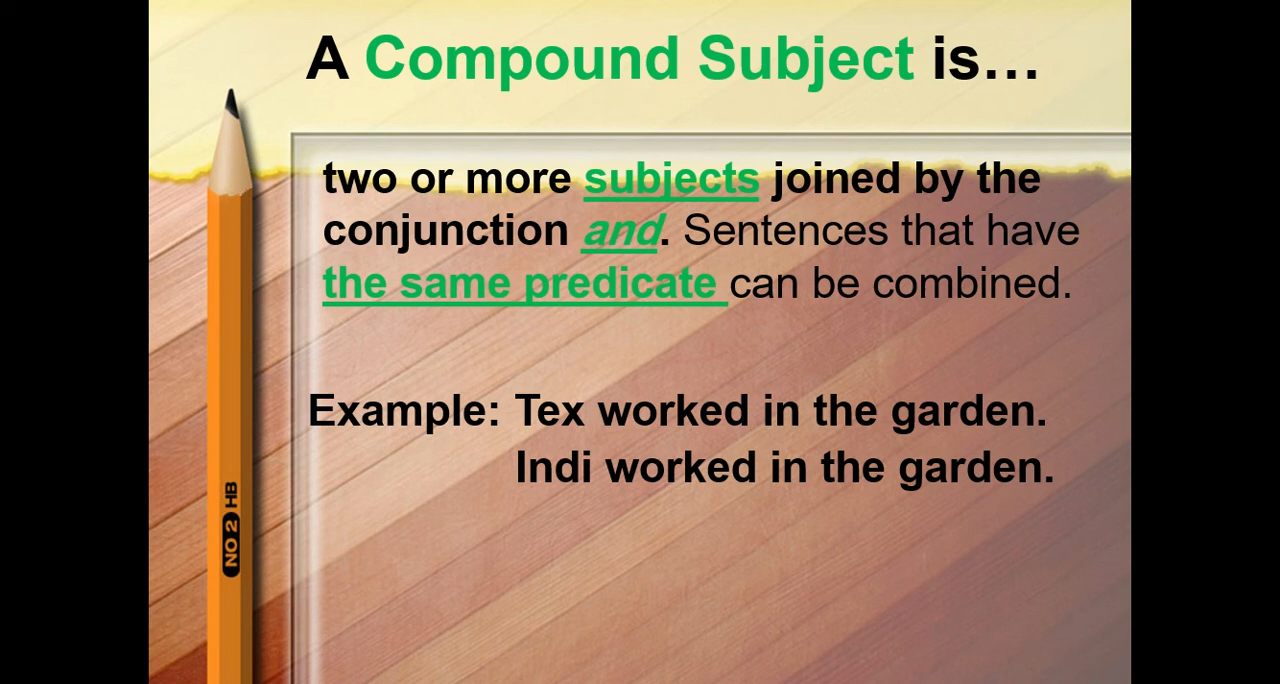 A Compound Subject is…
two or more subjects joined by the
conjunction and. Sentences that have
the same predicate can be combined.
Example: Tex worked in the garden.
Indi worked in the garden.
NO 2 HB